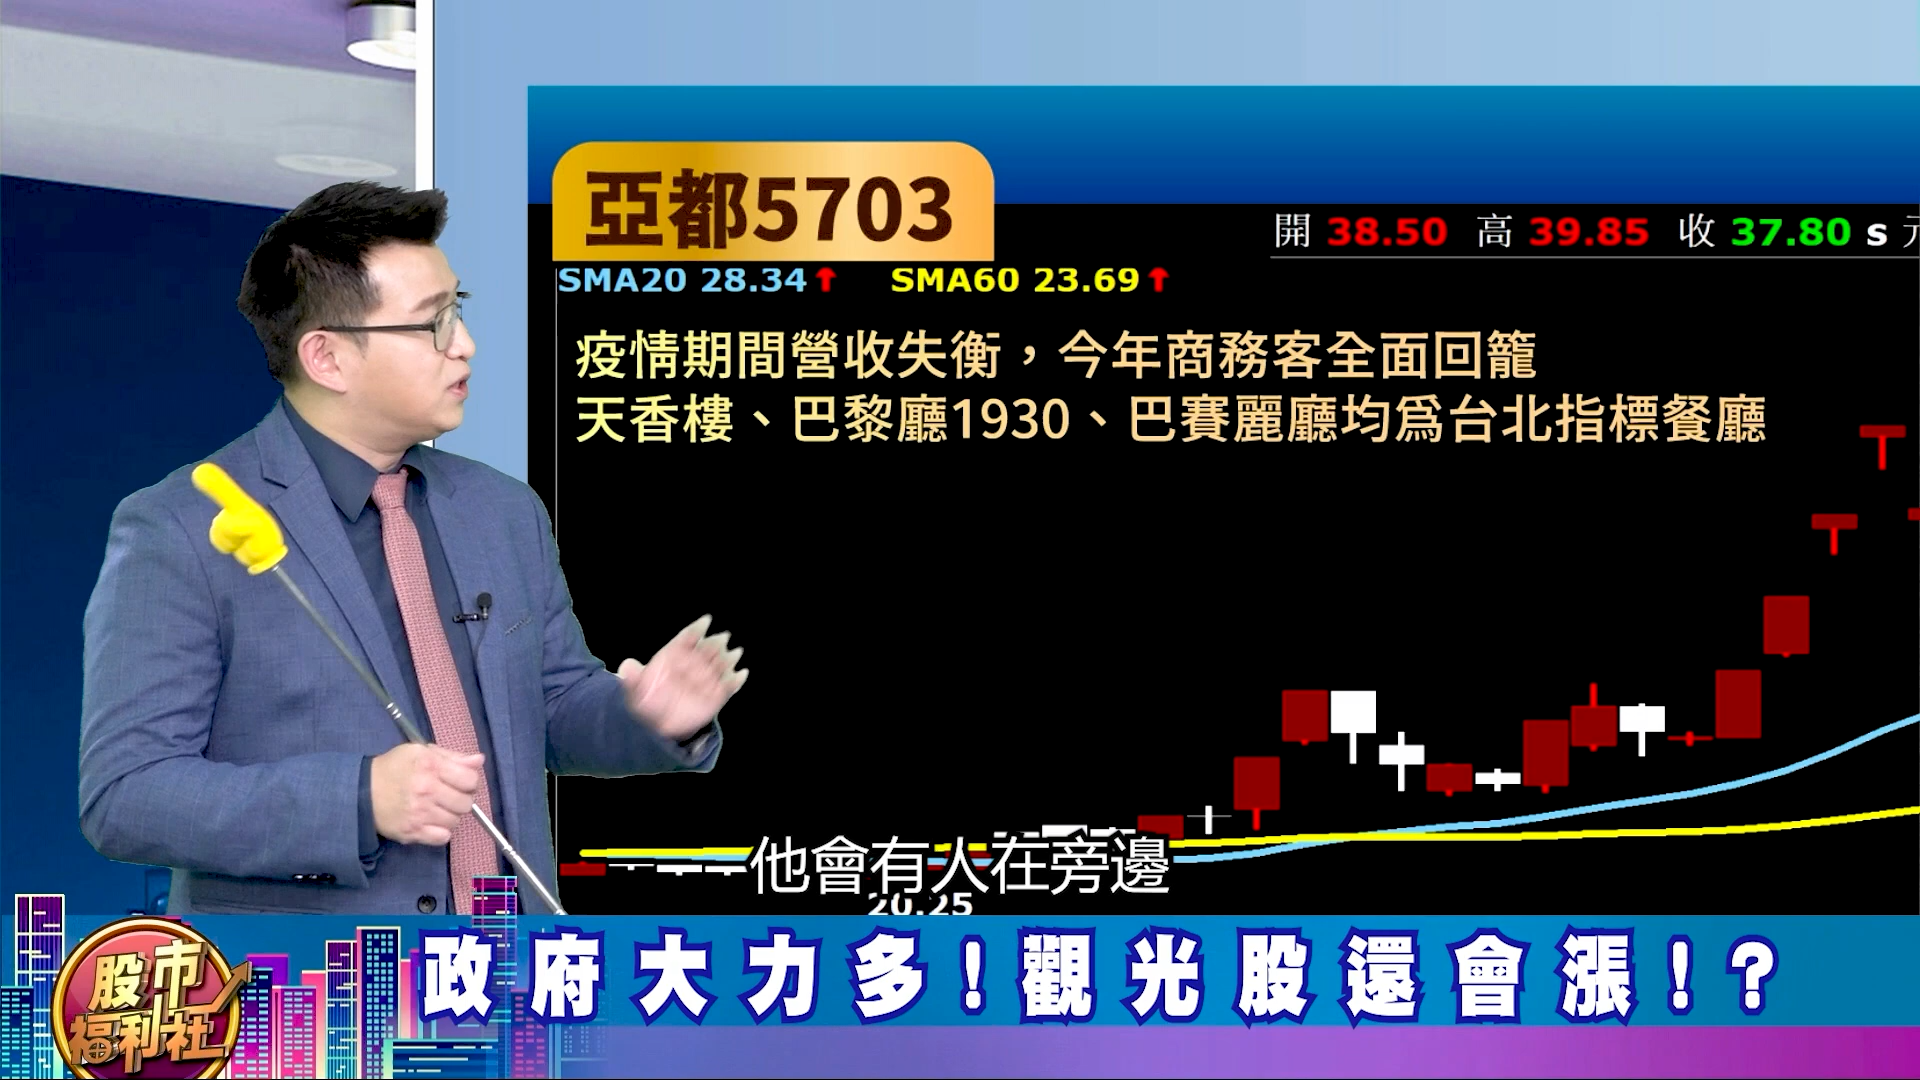 亞都5703
開 38.50 高 39.85 收 37.80 s 元
SMA20 28.34↑ SMA60 23.69↑
疫情期間營收失衡，今年商務客全面回籠
天香樓、巴黎廳1930、巴賽麗廳均為台北指標餐廳
他會有人在旁邊
20.25
政府大力多!觀光股還會漲!?
股市
福利社